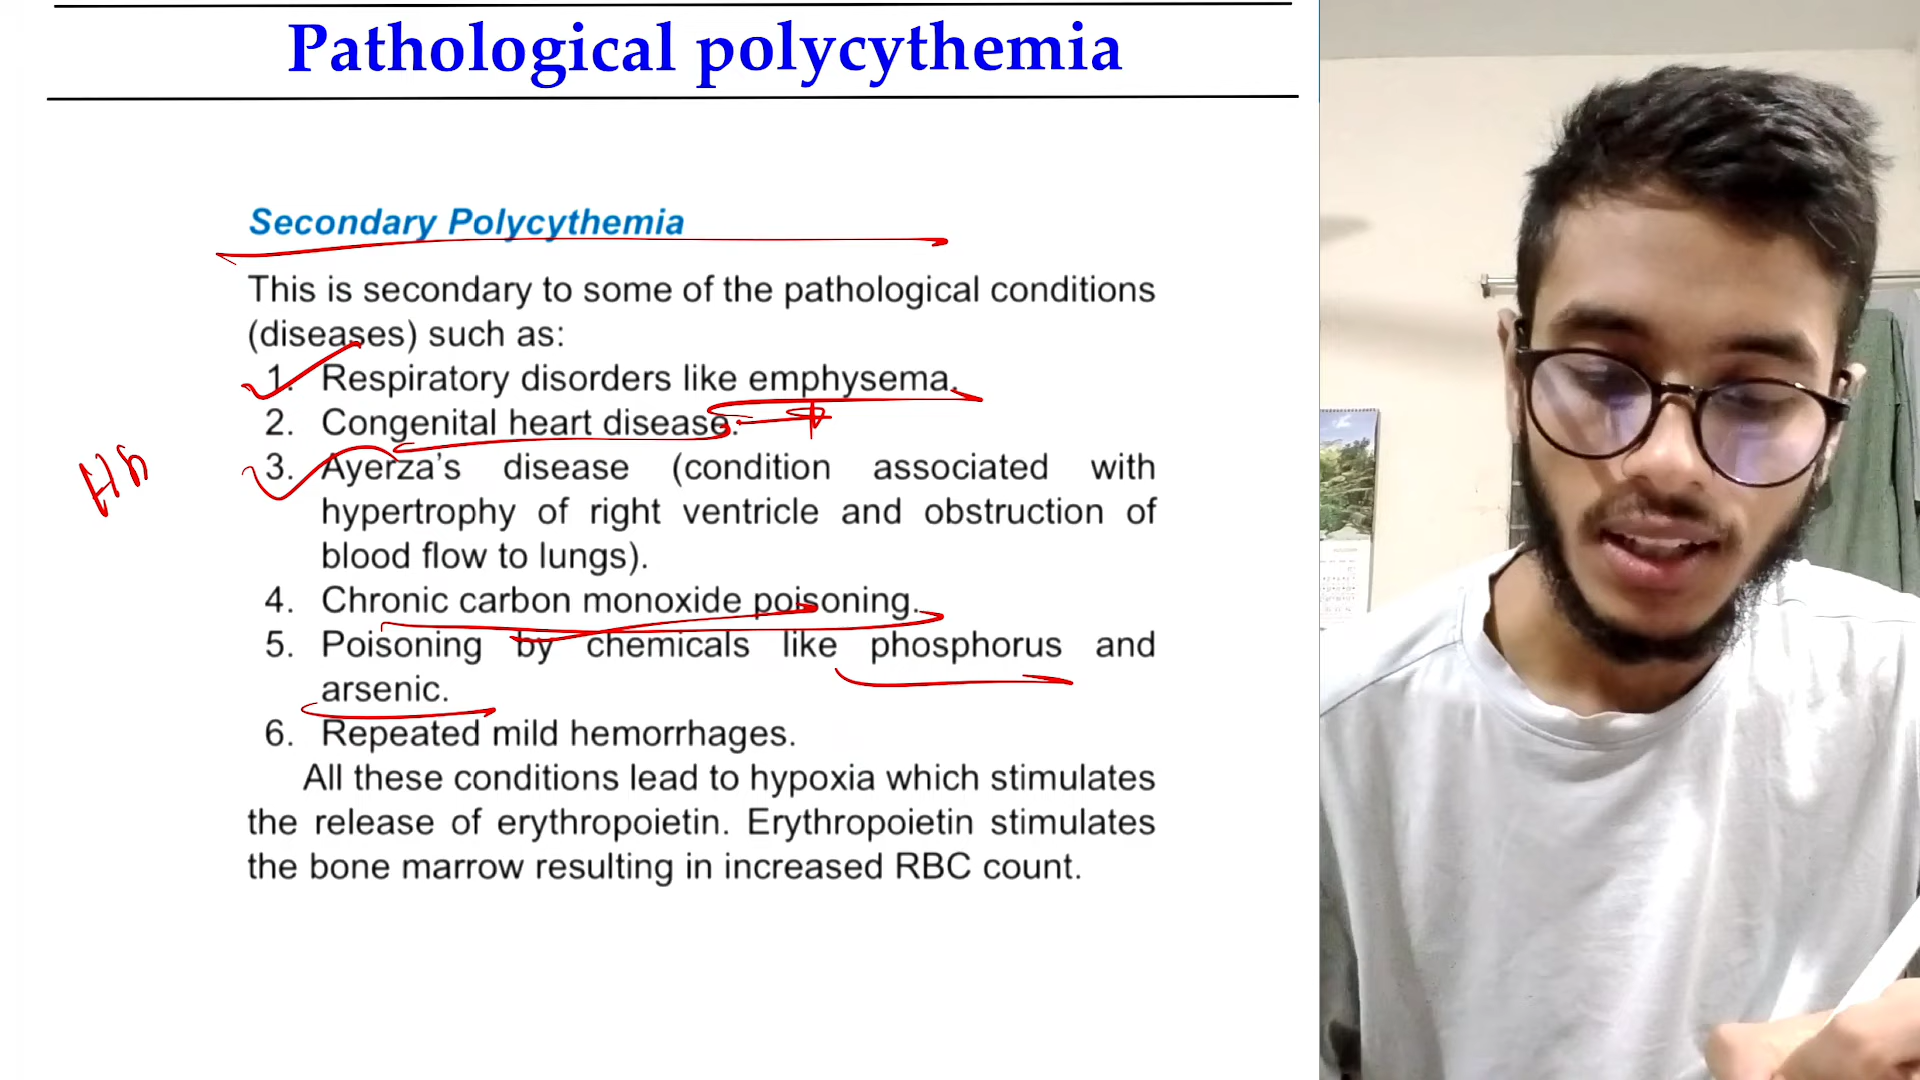 Pathological polycythemia
Secondary Polycythemia
This is secondary to some of the pathological conditions
(diseases) such as:
1. Respiratory disorders like emphysema.
2. Congenital heart disease.
3. Ayerza's disease (condition associated with
hypertrophy of right ventricle and obstruction of
blood flow to lungs).
4. Chronic carbon monoxide poisoning.
5. Poisoning by chemicals like phosphorus and
arsenic.
6. Repeated mild hemorrhages.
All these conditions lead to hypoxia which stimulates
the release of erythropoietin. Erythropoietin stimulates
the bone marrow resulting in increased RBC count.
Hb